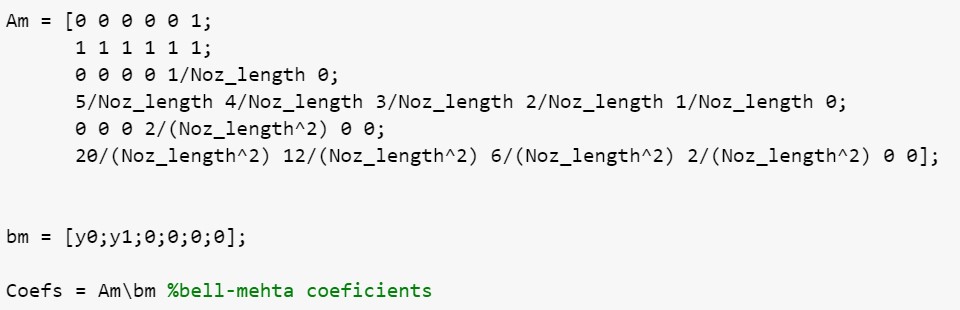 Am = [0 0 0 0 0 1;
1 1 1 1 1 1;
0 0 0 0 1/Noz_length 0;
5/Noz_length 4/Noz_length 3/Noz_length 2/Noz_length 1/Noz_length 0;
0 0 0 2/(Noz_length^2) 0 0;
20/(Noz_length^2) 12/(Noz_length^2) 6/(Noz_length^2) 2/(Noz_length^2) 0 0];
bm = [y0;y1;0;0;0;0];
Coefs = Am\bm %bell-mehta coeficients